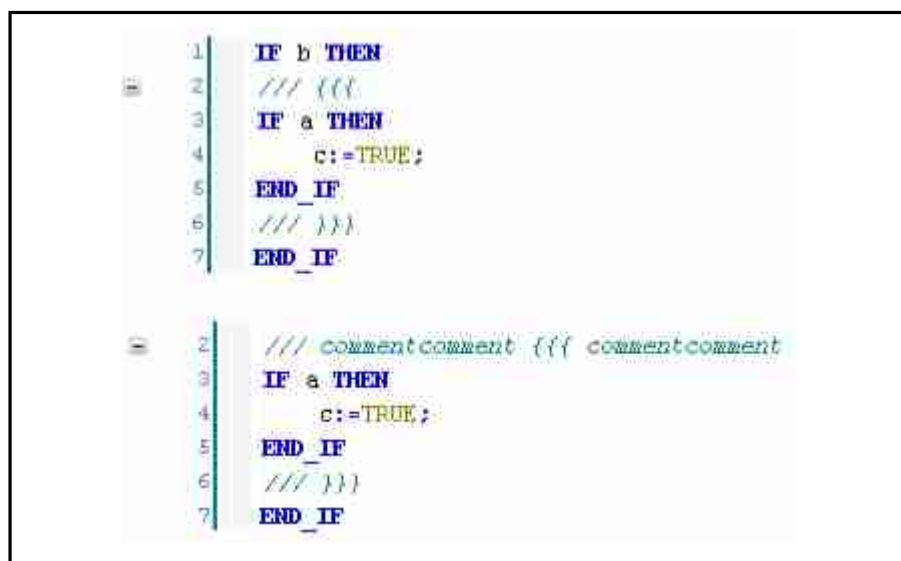 1 IF b THEN
2 /// {{{
3 IF a THEN
4 c:=TRUE;
5 END_IF
6 /// }}}
7 END_IF
2 /// commentcomment {{{ commentcomment
3 IF a THEN
4 c:=TRUE;
5 END_IF
6 /// }}}
7 END_IF